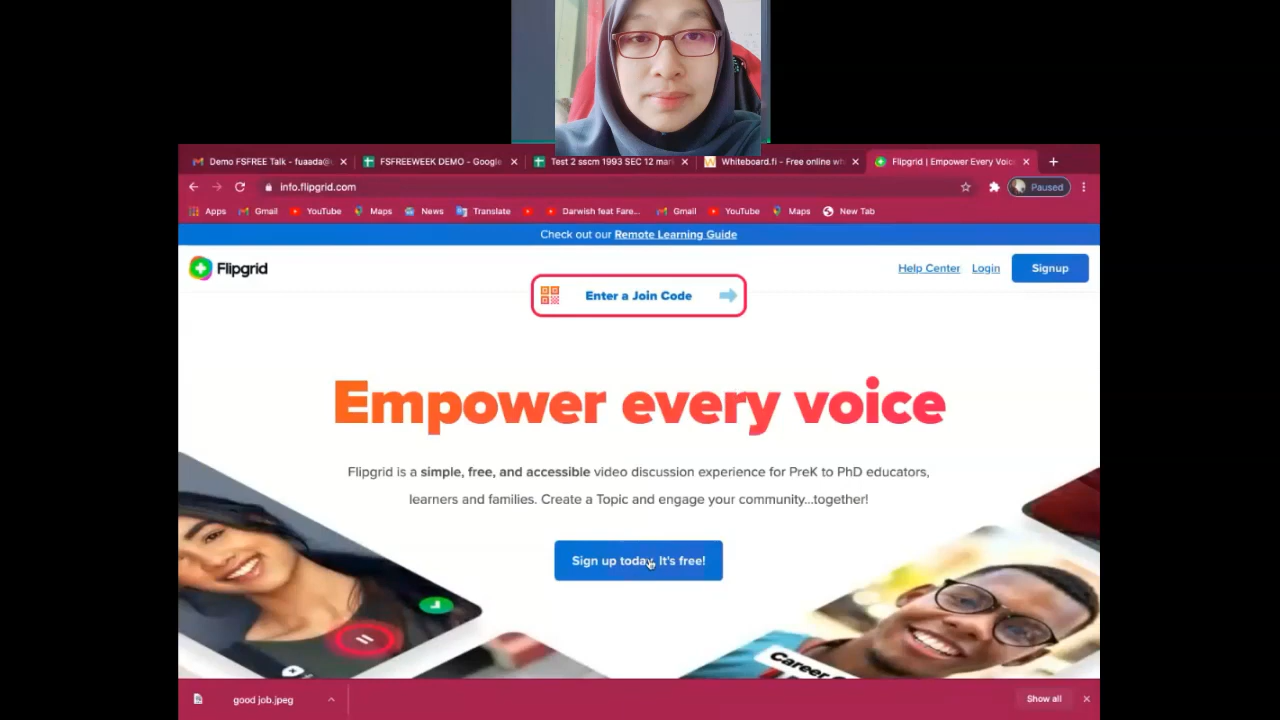 Demo FSFREE Talk - fuaada@
FSFREEWEEK DEMO - Google
Test 2 sscm 1993 SEC 12 mar
Whiteboard.fi - Free online wh
Flipgrid | Empower Every Voic
info.flipgrid.com
Paused
Apps
Gmail
YouTube
Maps
News
Translate
Darwish feat Fare...
Gmail
YouTube
Maps
New Tab
Check out our Remote Learning Guide
Flipgrid
Help Center
Login
Signup
Enter a Join Code
Empower every voice
Flipgrid is a simple, free, and accessible video discussion experience for PreK to PhD educators,
learners and families. Create a Topic and engage your community...together!
Sign up today. It's free!
Career
good job.jpeg
Show all